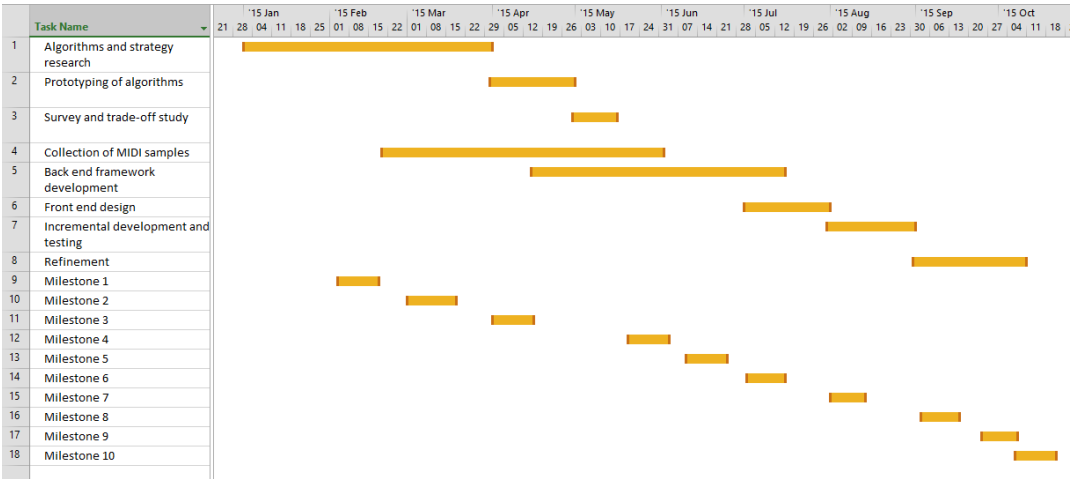 '15 Jan '15 Feb '15 Mar '15 Apr '15 May '15 Jun '15 Jul '15 Aug '15 Sep '15 Oct
Task Name 21 28 04 11 18 25 01 08 15 22 01 08 15 22 29 05 12 19 26 03 10 17 24 31 07 14 21 28 05 12 19 26 02 09 16 23 30 06 13 20 27 04 11 18
1 Algorithms and strategy
research
2 Prototyping of algorithms
3 Survey and trade-off study
4 Collection of MIDI samples
5 Back end framework
development
6 Front end design
7 Incremental development and
testing
8 Refinement
9 Milestone 1
10 Milestone 2
11 Milestone 3
12 Milestone 4
13 Milestone 5
14 Milestone 6
15 Milestone 7
16 Milestone 8
17 Milestone 9
18 Milestone 10